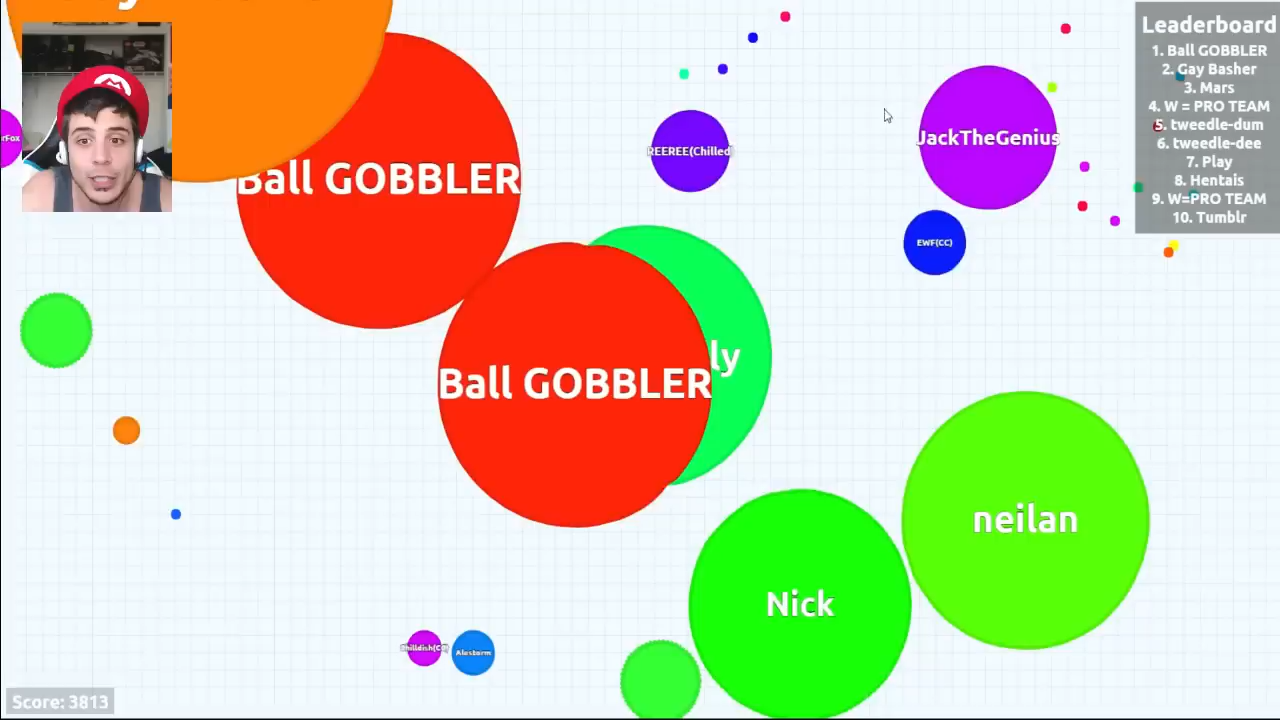 Leaderboard
1. Ball GOBBLER
2. Gay Basher
3. Mars
4. W = PRO TEAM
5. tweedle-dum
6. tweedle-dee
7. Play
8. Hentais
9. W=PRO TEAM
10. Tumblr
rFox
Ball GOBBLER
REEREE(Chilled)
JackTheGenius
EWF(CC)
Ball GOBBLER
ly
neilan
Nick
Alestorm
Score: 3813